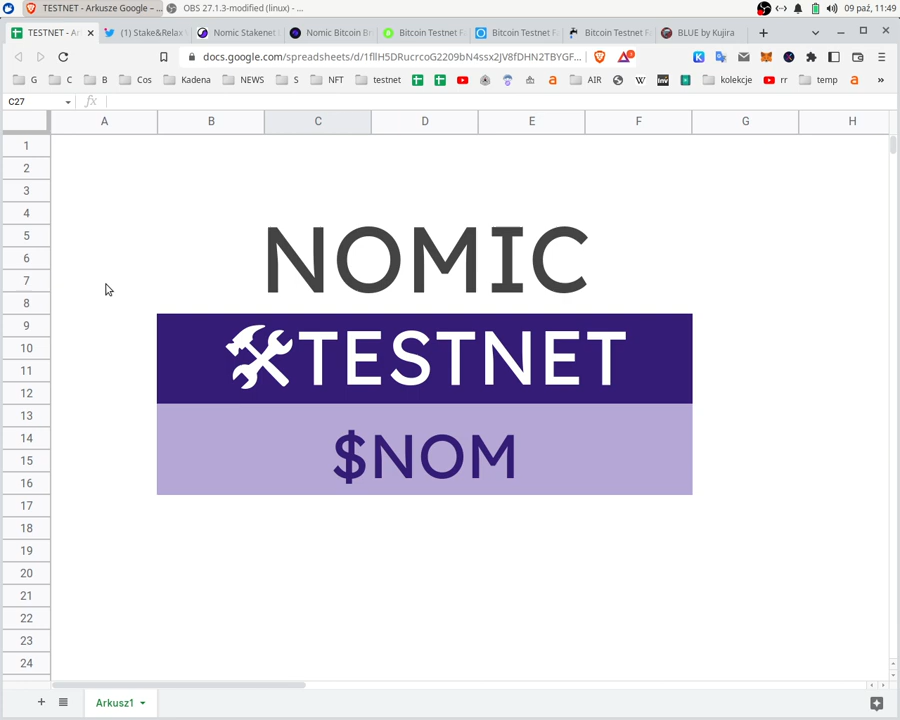 TESTNET - Arkusze Google – ...
OBS 27.1.3-modified (linux) - ...
09 paź, 11:49
TESTNET - Ar
(1) Stake&Relax
Nomic Stakenet
Nomic Bitcoin Br
Bitcoin Testnet F
Bitcoin Testnet F
Bitcoin Testnet F
BLUE by Kujira
docs.google.com/spreadsheets/d/1fllH5DRucrcoG2209bN4ssx2JV8fDHN2TBYGF...
G
C
B
Cos
Kadena
NEWS
S
NFT
testnet
AIR
W
inv
a
kolekcje
rr
temp
a
C27
fx
A B C D E F G H
1
2
3
4
5
6
7
8
9
10
11
12
13
14
15
16
17
18
19
20
21
22
23
24
NOMIC
TESTNET
$NOM
Arkusz1